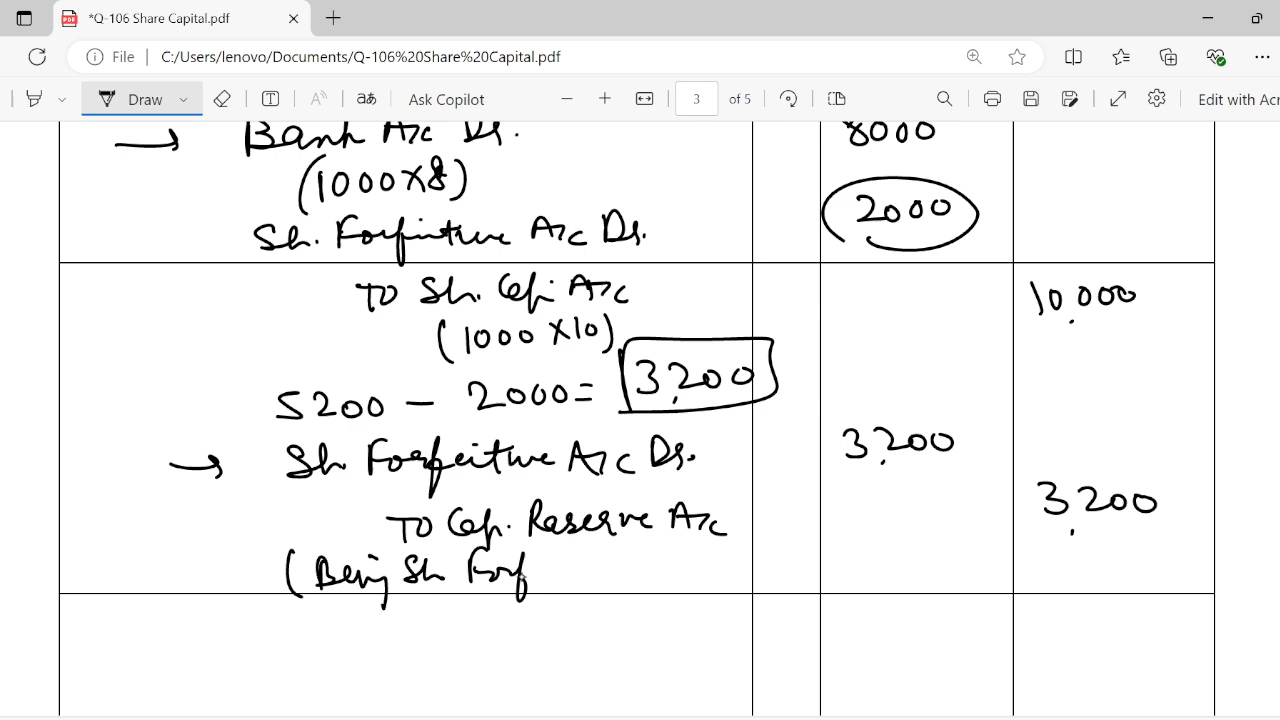 *Q-106 Share Capital.pdf
File C:/Users/lenovo/Documents/Q-106%20Share%20Capital.pdf
Draw Ask Copilot 3 of 5 Edit with Acr
→ Bank A/c Dr. 8000
(1000×8)
Sh. Forfeiture A/c Dr. 2000
To Sh. Cap. A/c 10,000
(1000×10)
5200 - 2000 = 3,200
→ Sh Forfeiture A/c Dr. 3,200
To Cap. Reserve A/c 3,200
(Being Sh Forf